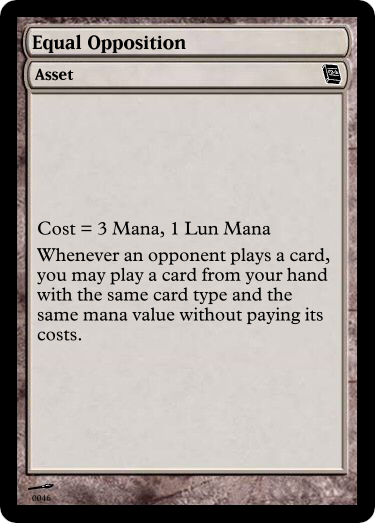 Equal Opposition
Asset
Cost = 3 Mana, 1 Lun Mana
Whenever an opponent plays a card,
you may play a card from your hand
with the same card type and the
same mana value without paying its
costs.
0046